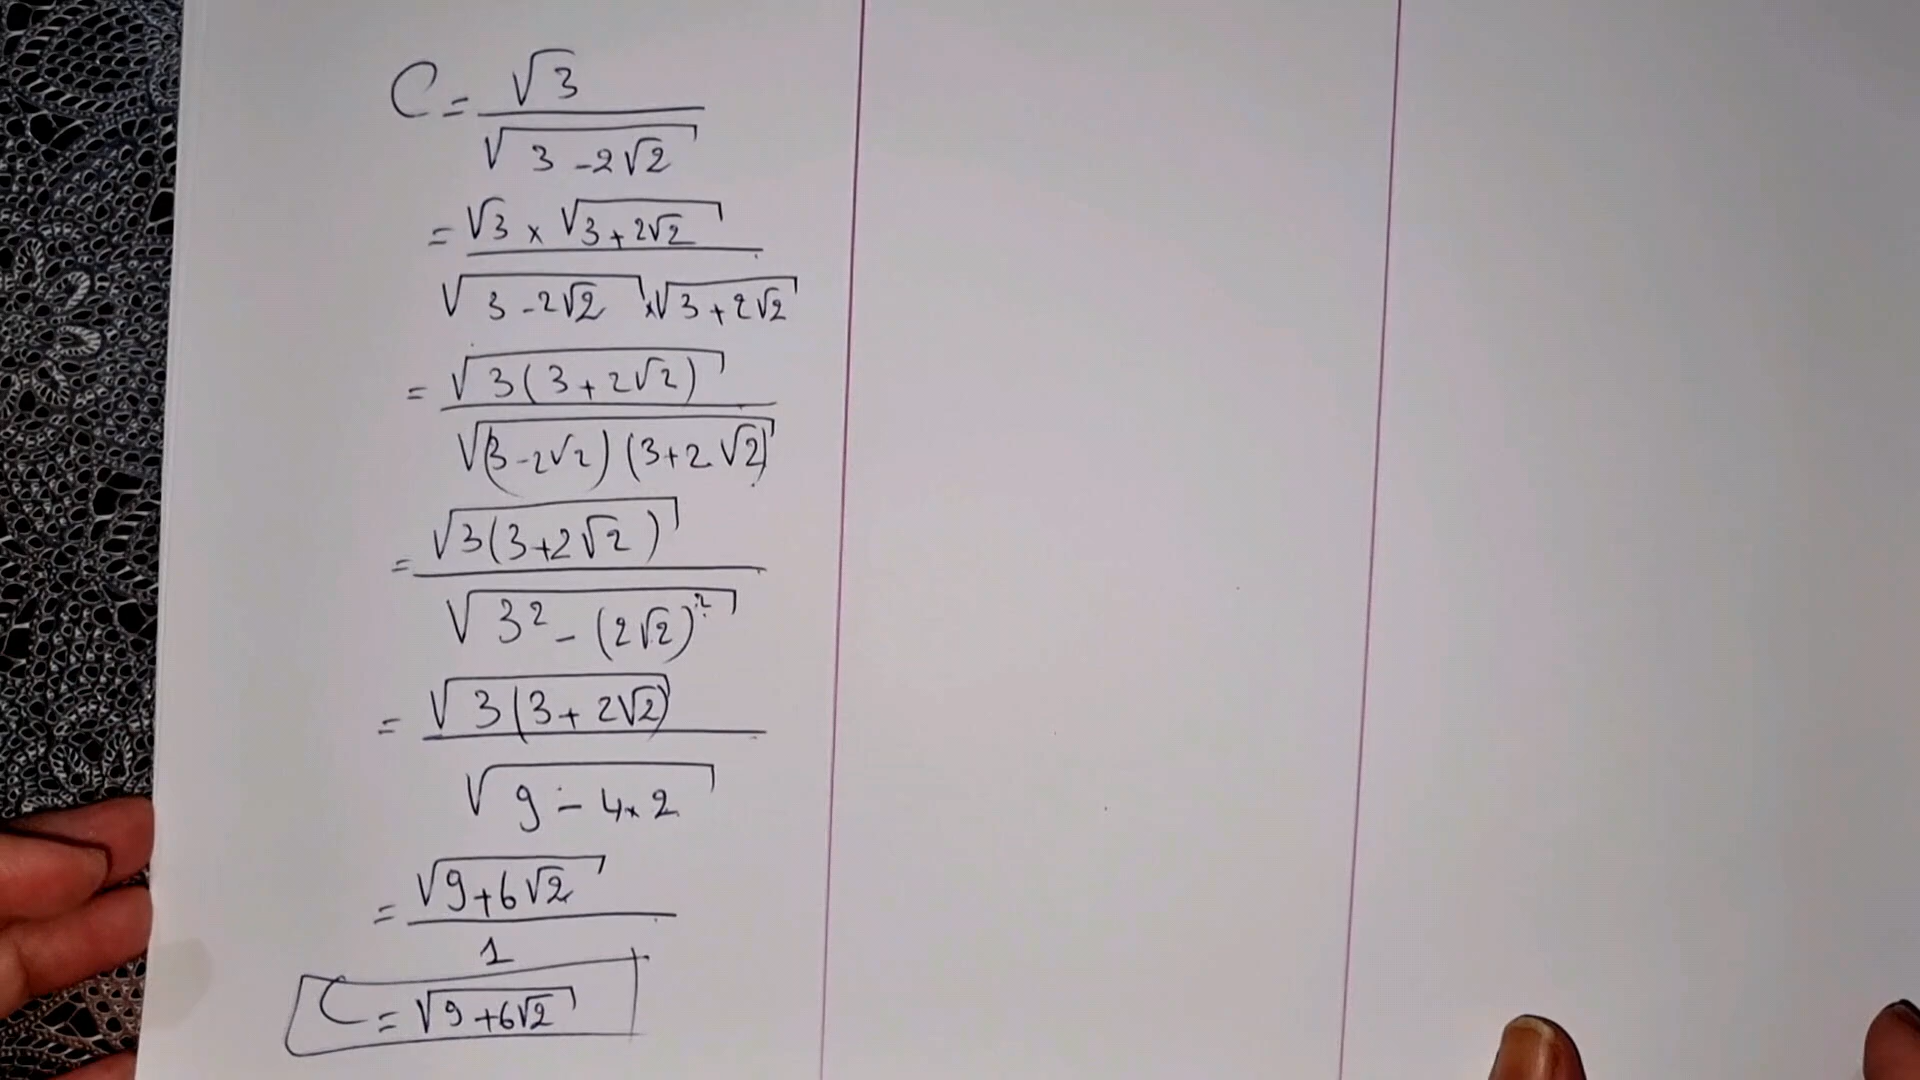 C = √3 / √(3 - 2√2)
= √3 × √(3 + 2√2) / √(3 - 2√2) × √(3 + 2√2)
= √(3(3 + 2√2)) / √((3 - 2√2)(3 + 2√2))
= √(3(3 + 2√2)) / √(3² - (2√2)²)
= √(3(3 + 2√2)) / √(9 - 4×2)
= √(9 + 6√2) / 1
C = √(9 + 6√2)